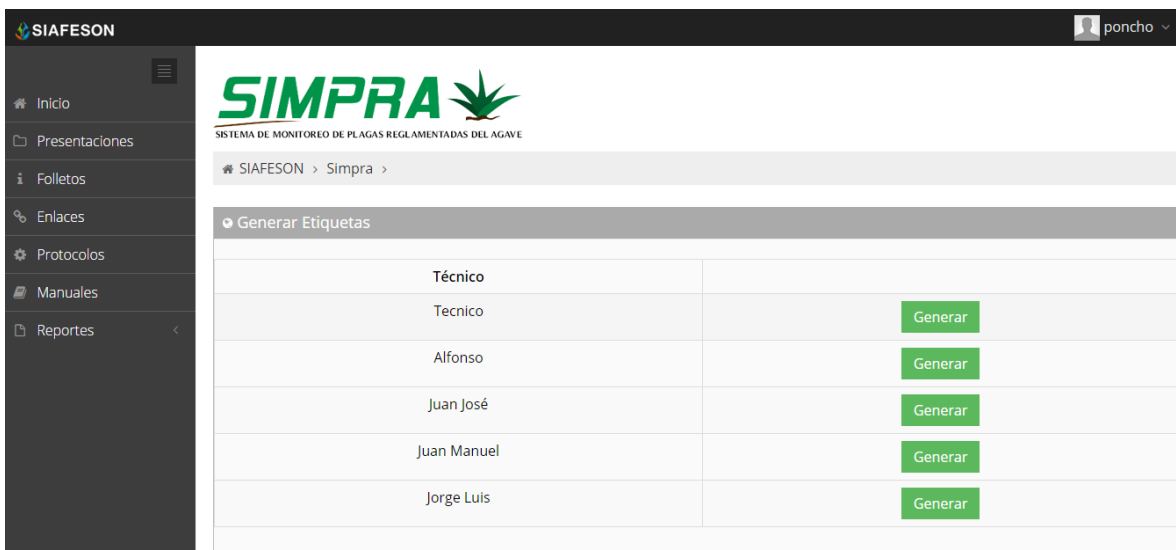 SIAFESON
poncho
Inicio
Presentaciones
Folletos
Enlaces
Protocolos
Manuales
Reportes
SIMPRA
SISTEMA DE MONITOREO DE PLAGAS REGLAMENTADAS DEL AGAVE
SIAFESON > Simpra >
Generar Etiquetas
Técnico
Tecnico Generar
Alfonso Generar
Juan José Generar
Juan Manuel Generar
Jorge Luis Generar